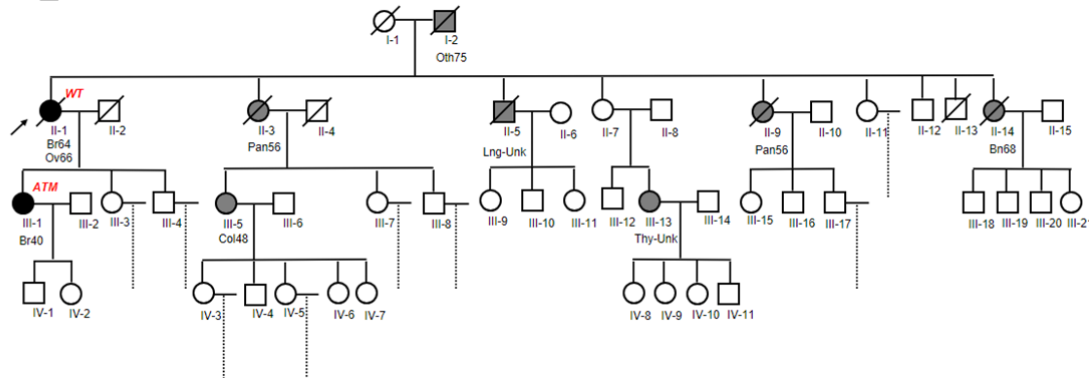 I-1 I-2
Oth75
WT
II-1 II-2 II-3 II-4 II-5 II-6 II-7 II-8 II-9 II-10 II-11 II-12 II-13 II-14 II-15
Br64 Pan56 Lng-Unk Pan56 Bn68
Ov66
ATM
III-1 III-2 III-3 III-4 III-5 III-6 III-7 III-8 III-9 III-10 III-11 III-12 III-13 III-14 III-15 III-16 III-17 III-18 III-19 III-20 III-2
Br40 Col48 Thy-Unk
IV-1 IV-2 IV-3 IV-4 IV-5 IV-6 IV-7 IV-8 IV-9 IV-10 IV-11